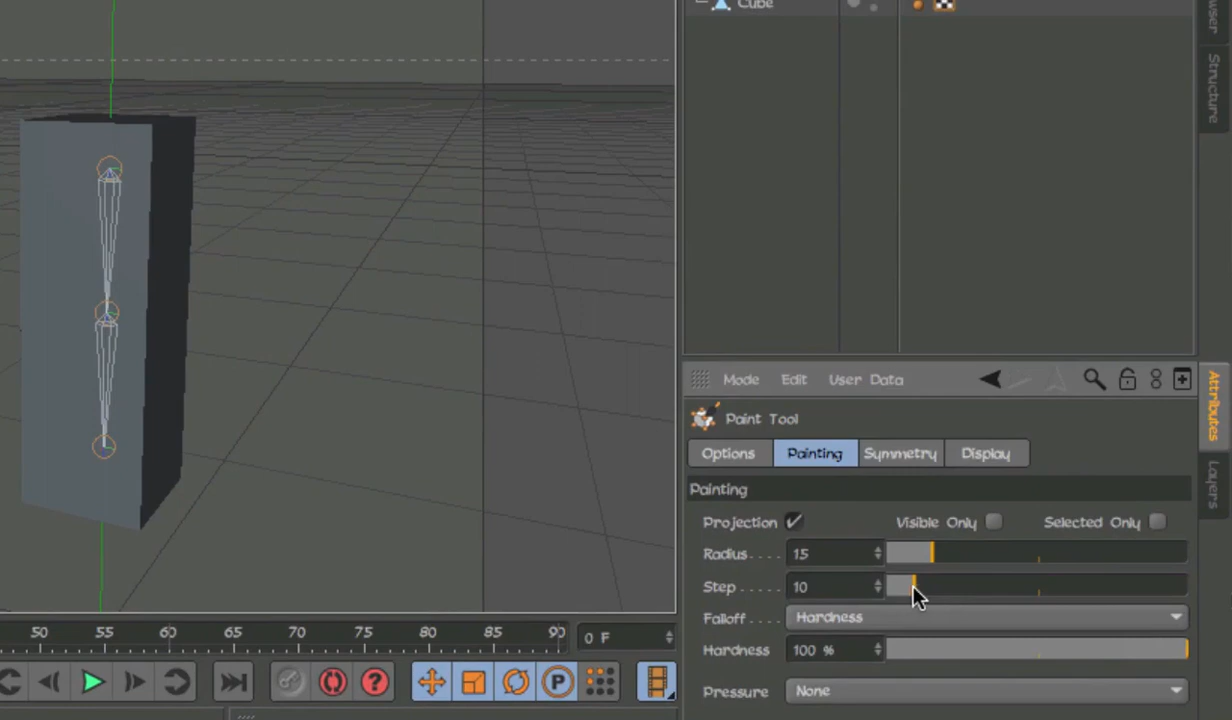 Cube
Structure
Mode Edit User Data
Attributes
Paint Tool
Options Painting Symmetry Display
Layers
Painting
Projection Visible Only Selected Only
Radius.... 15
Step ..... 10
Falloff.... Hardness
Hardness 100 %
Pressure None
50 55 60 65 70 75 80 85 90 0 F
P